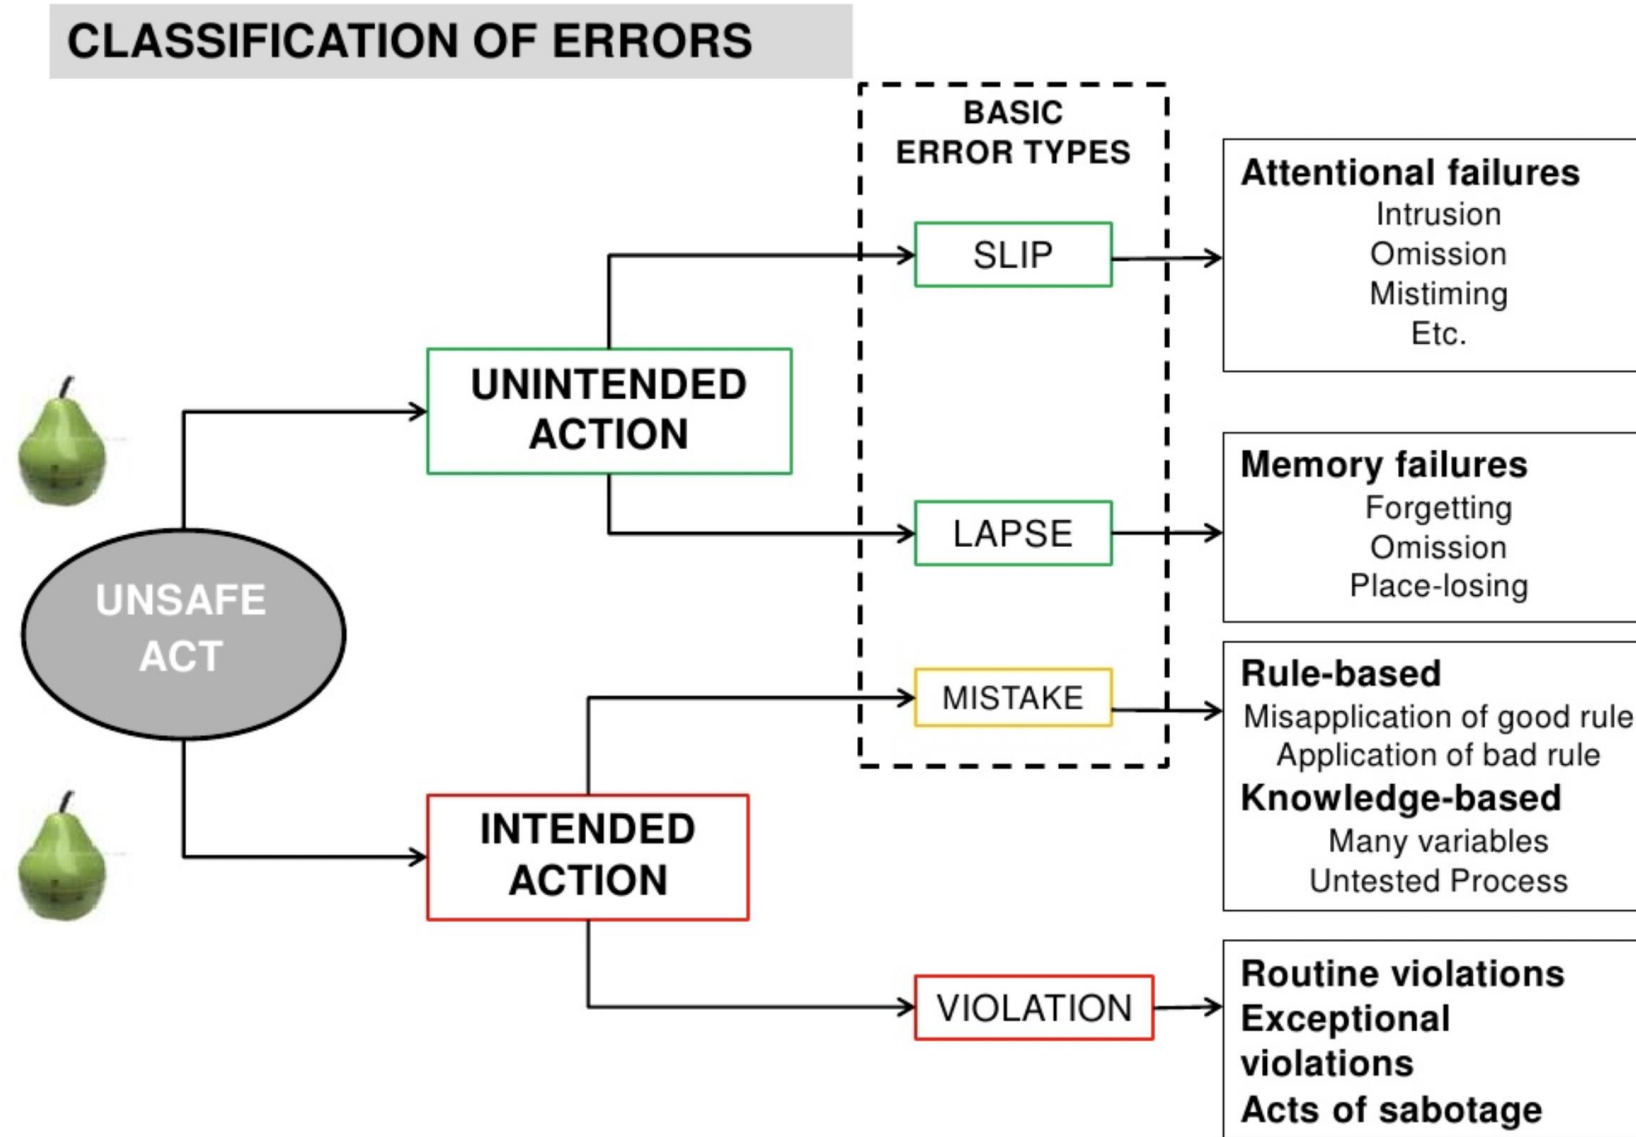 CLASSIFICATION OF ERRORS
BASIC
ERROR TYPES
SLIP
Attentional failures
Intrusion
Omission
Mistiming
Etc.
UNINTENDED
ACTION
LAPSE
Memory failures
Forgetting
Omission
Place-losing
UNSAFE
ACT
MISTAKE
Rule-based
Misapplication of good rule
Application of bad rule
Knowledge-based
Many variables
Untested Process
INTENDED
ACTION
VIOLATION
Routine violations
Exceptional
violations
Acts of sabotage